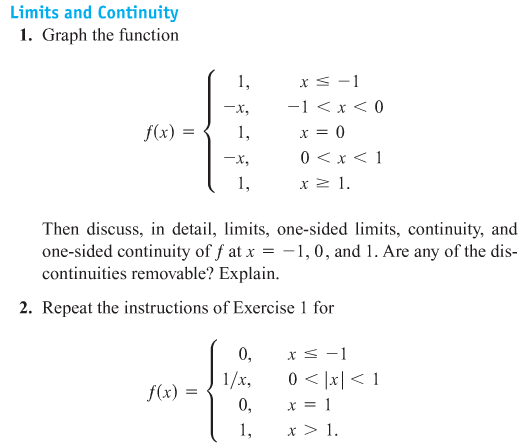 Limits and Continuity
1. Graph the function
1, x ≤ −1
−x, −1 < x < 0
f(x) = { 1, x = 0
−x, 0 < x < 1
1, x ≥ 1.
Then discuss, in detail, limits, one-sided limits, continuity, and
one-sided continuity of f at x = −1, 0, and 1. Are any of the dis-
continuities removable? Explain.
2. Repeat the instructions of Exercise 1 for
0, x ≤ −1
1/x, 0 < |x| < 1
f(x) = {
0, x = 1
1, x > 1.